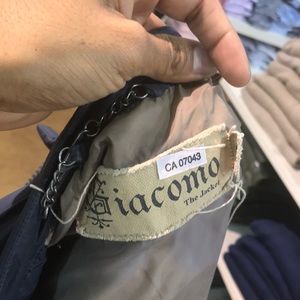 CA 07043
Giacomo
The Jacket